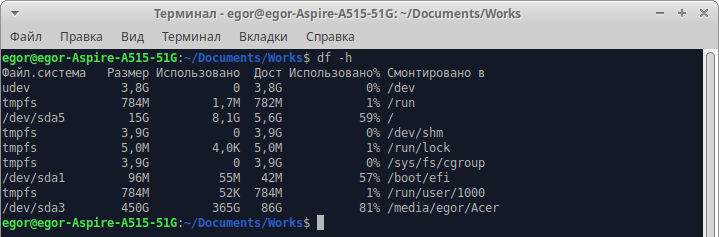 Терминал - egor@egor-Aspire-A515-51G: ~/Documents/Works
Файл Правка Вид Терминал Вкладки Справка
egor@egor-Aspire-A515-51G:~/Documents/Works$ df -h
Файл.система Размер Использовано Дост Использовано% Смонтировано в
udev 3,8G 0 3,8G 0% /dev
tmpfs 784M 1,7M 782M 1% /run
/dev/sda5 15G 8,1G 5,6G 59% /
tmpfs 3,9G 0 3,9G 0% /dev/shm
tmpfs 5,0M 4,0K 5,0M 1% /run/lock
tmpfs 3,9G 0 3,9G 0% /sys/fs/cgroup
/dev/sda1 96M 55M 42M 57% /boot/efi
tmpfs 784M 52K 784M 1% /run/user/1000
/dev/sda3 450G 365G 86G 81% /media/egor/Acer
egor@egor-Aspire-A515-51G:~/Documents/Works$